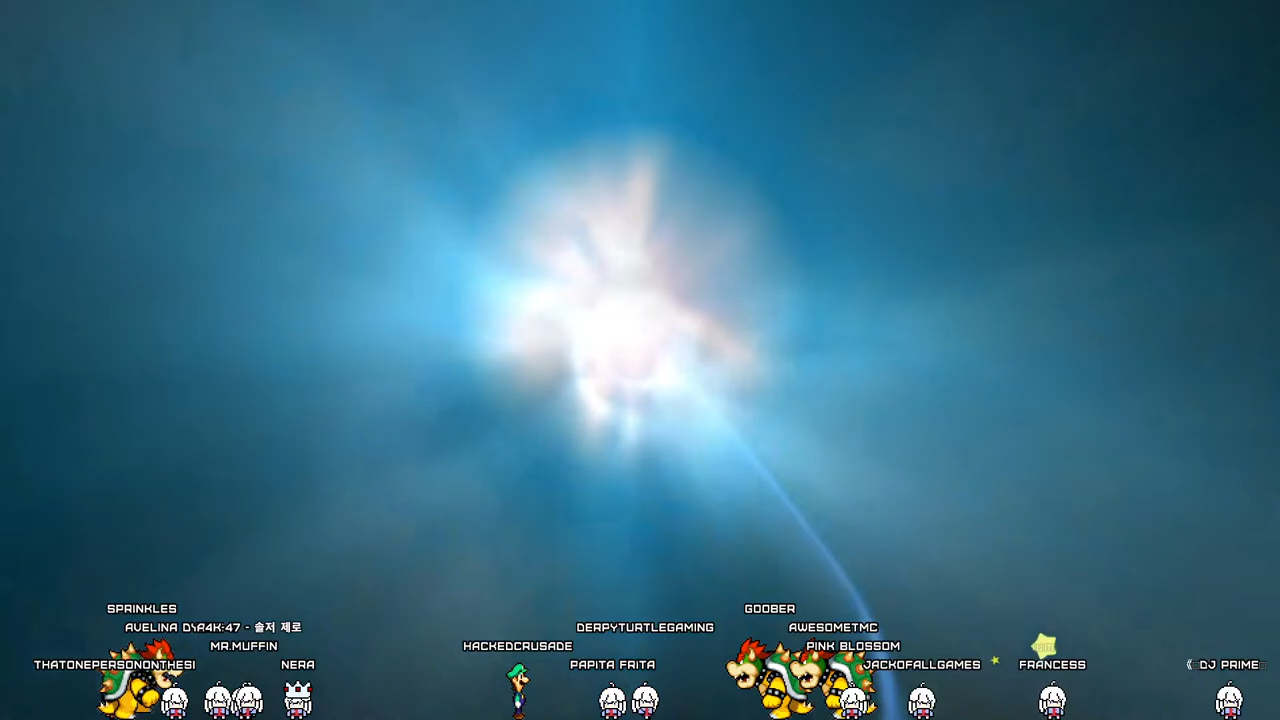 SPRINKLES
GOOBER
AVELINA D
A4K:47 - 솔저 제로
DERPYTURTLEGAMING
AWESOMETMC
MR.MUFFIN
HACKEDCRUSADE
PINK BLOSSOM
THATONEPERSONONTHESI
NERA
PAPITA FRITA
JACKOFALLGAMES
FRANCESS
DJ PRIME